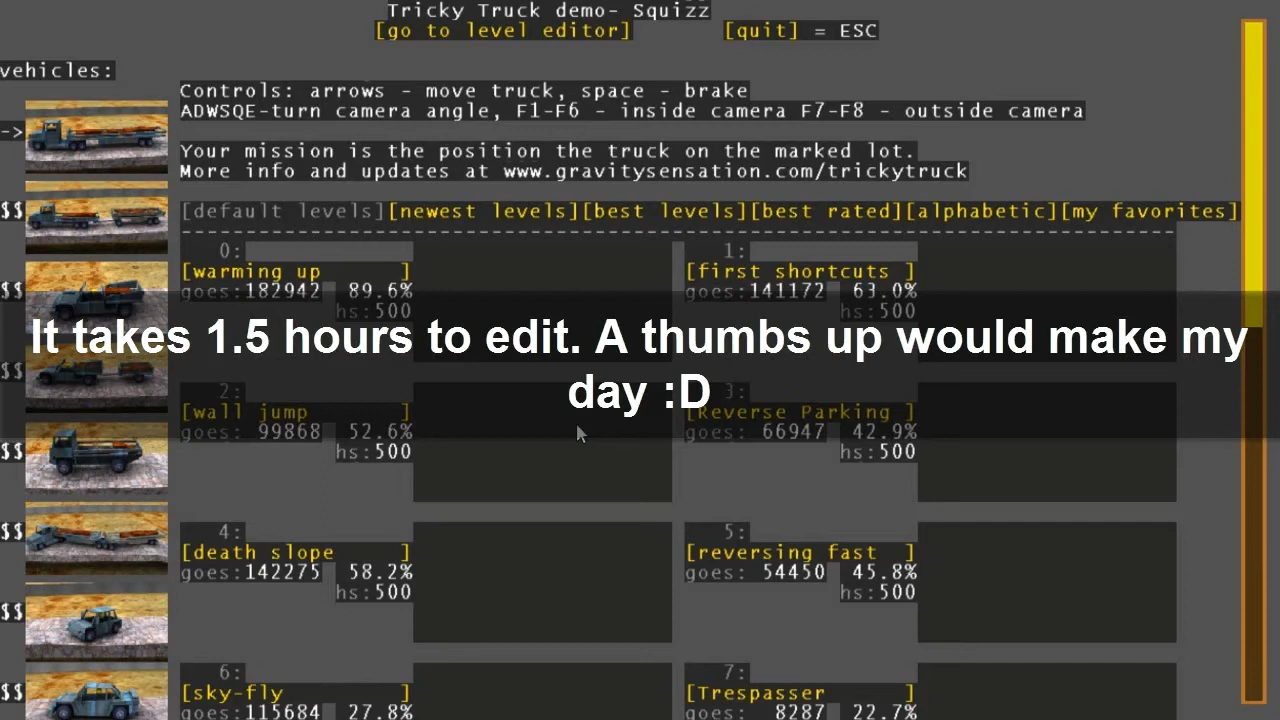 Tricky Truck demo- Squizz
[go to level editor] [quit] = ESC
vehicles:
Controls: arrows - move truck, space - brake
-> ADWSQE-turn camera angle, F1-F6 - inside camera F7-F8 - outside camera
Your mission is the position the truck on the marked lot.
More info and updates at www.gravitysensation.com/trickytruck
$$ [default levels][newest levels][best levels][best rated][alphabetic][my favorites]
--------------------------------------------------------------------------------
0: 1:
[warming up ] [first shortcuts ]
$$ goes:182942 89.6% goes:141172 63.0%
hs:500 hs:500
It takes 1.5 hours to edit. A thumbs up would make my
day :D
$$
2: 3:
[wall jump ] [Reverse Parking ]
goes: 99868 52.6% goes: 66947 42.9%
$$ hs:500 hs:500
$$ 4: 5:
[death slope ] [reversing fast ]
goes:142275 58.2% goes: 54450 45.8%
hs:500 hs:500
$$
6: 7:
$$ [sky-fly ] [Trespasser ]
goes:115684 27.8% goes: 8287 22.7%